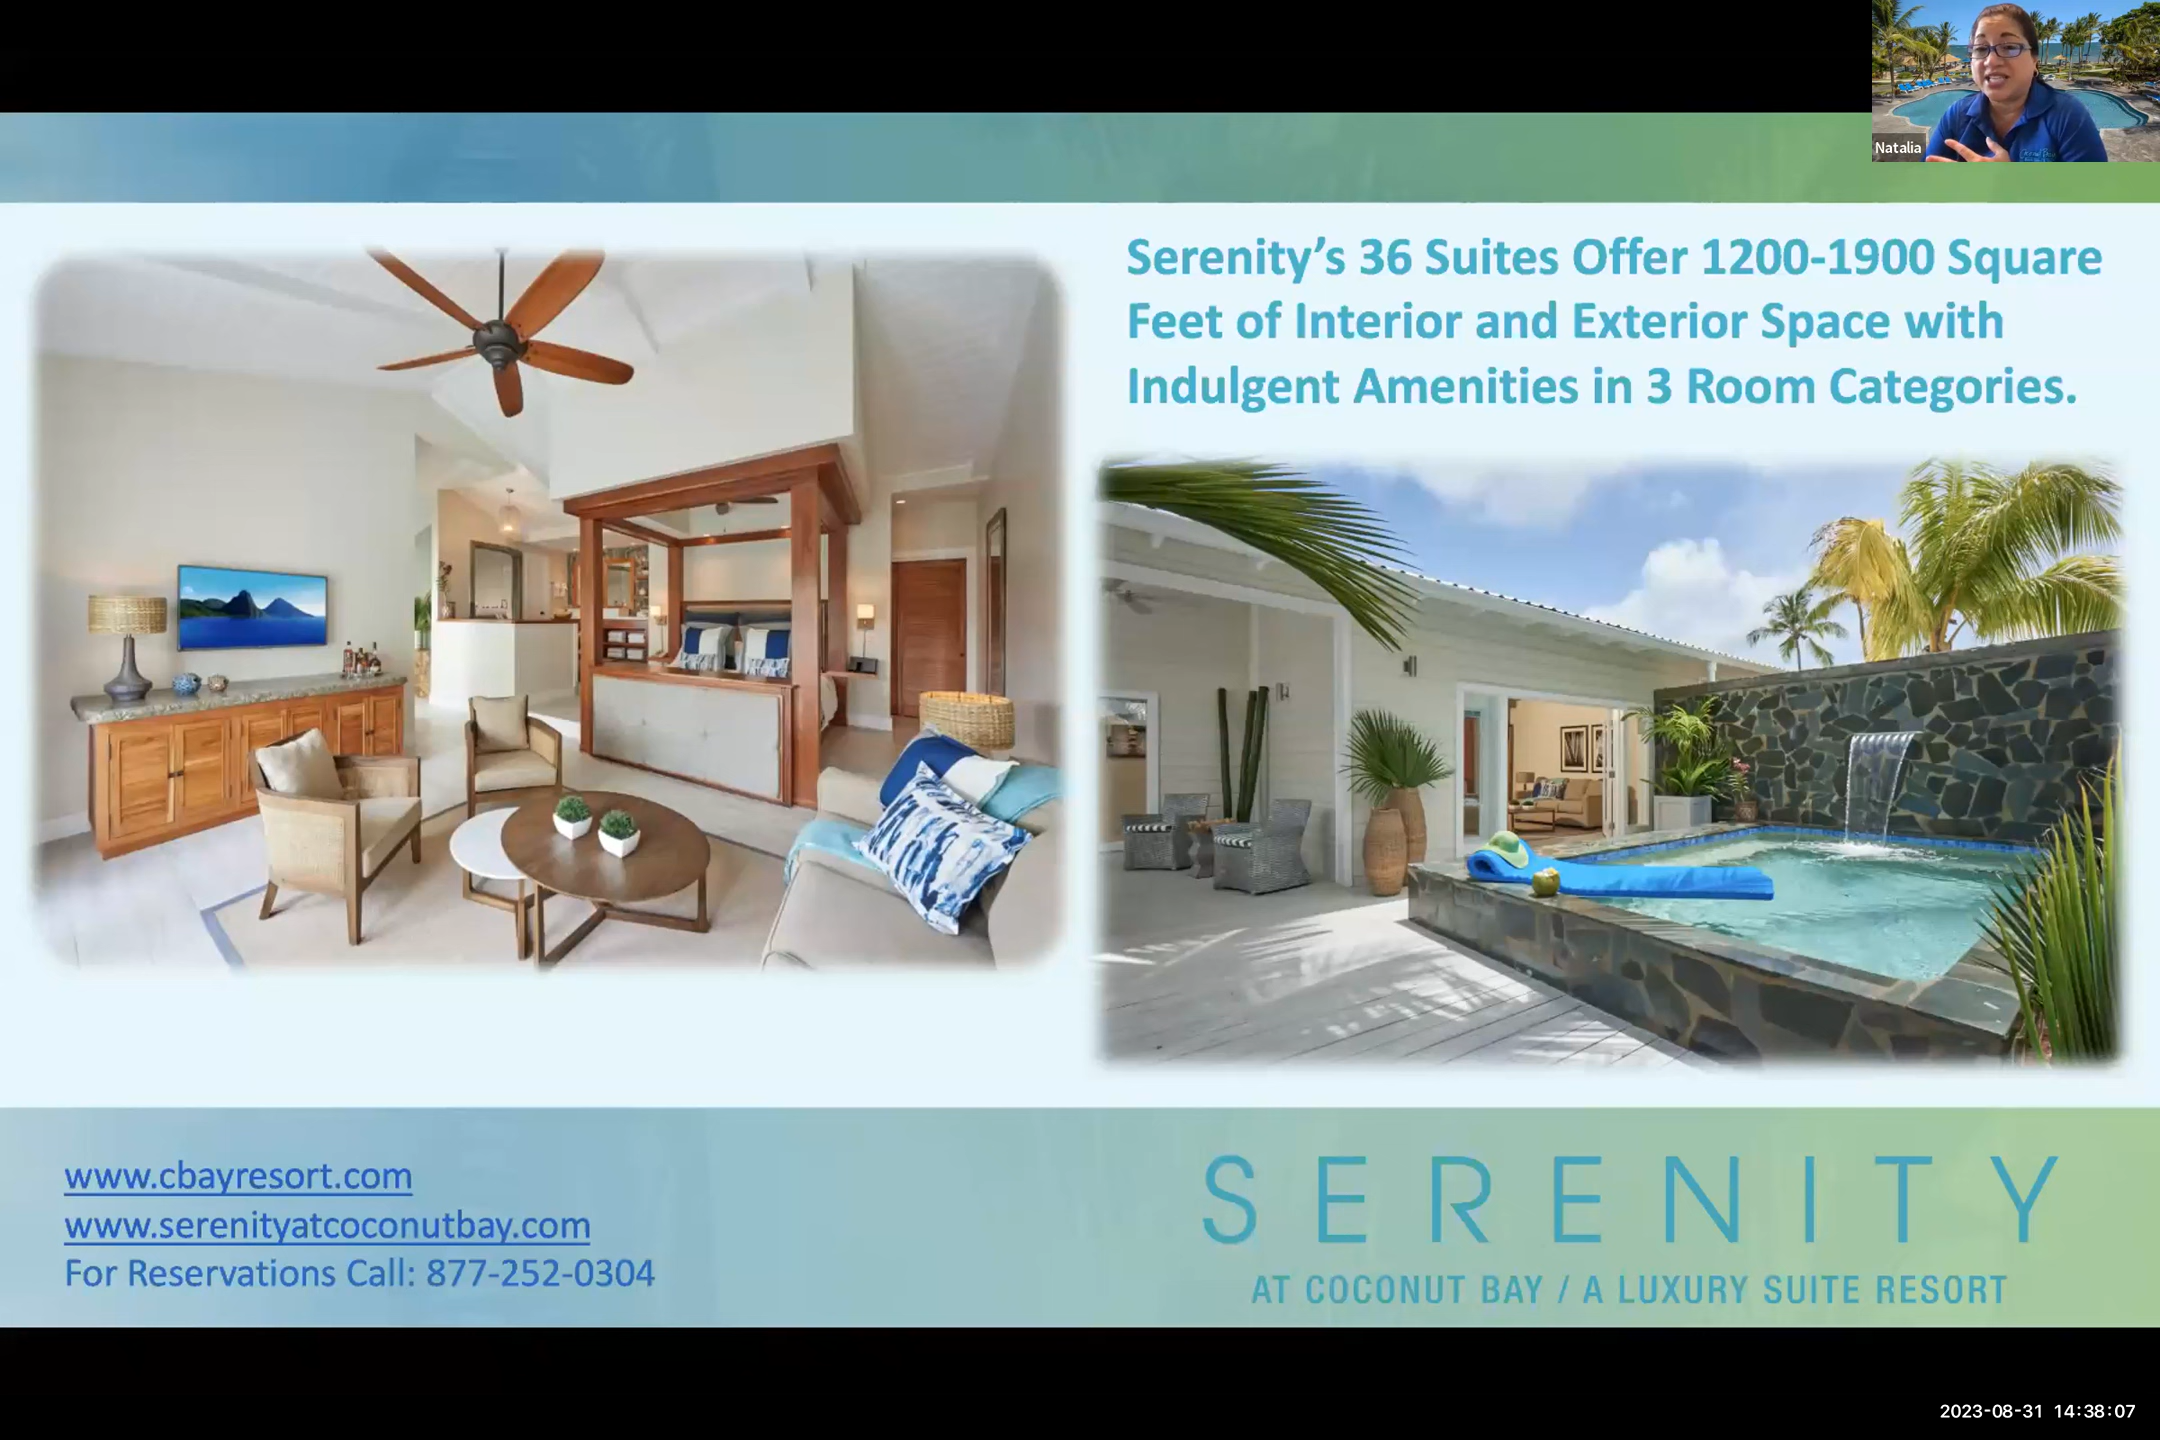 Natalia
Serenity's 36 Suites Offer 1200-1900 Square
Feet of Interior and Exterior Space with
Indulgent Amenities in 3 Room Categories.
www.cbayresort.com
www.serenityatcoconutbay.com
For Reservations Call: 877-252-0304
SERENITY
AT COCONUT BAY / A LUXURY SUITE RESORT
2023-08-31 14:38:07